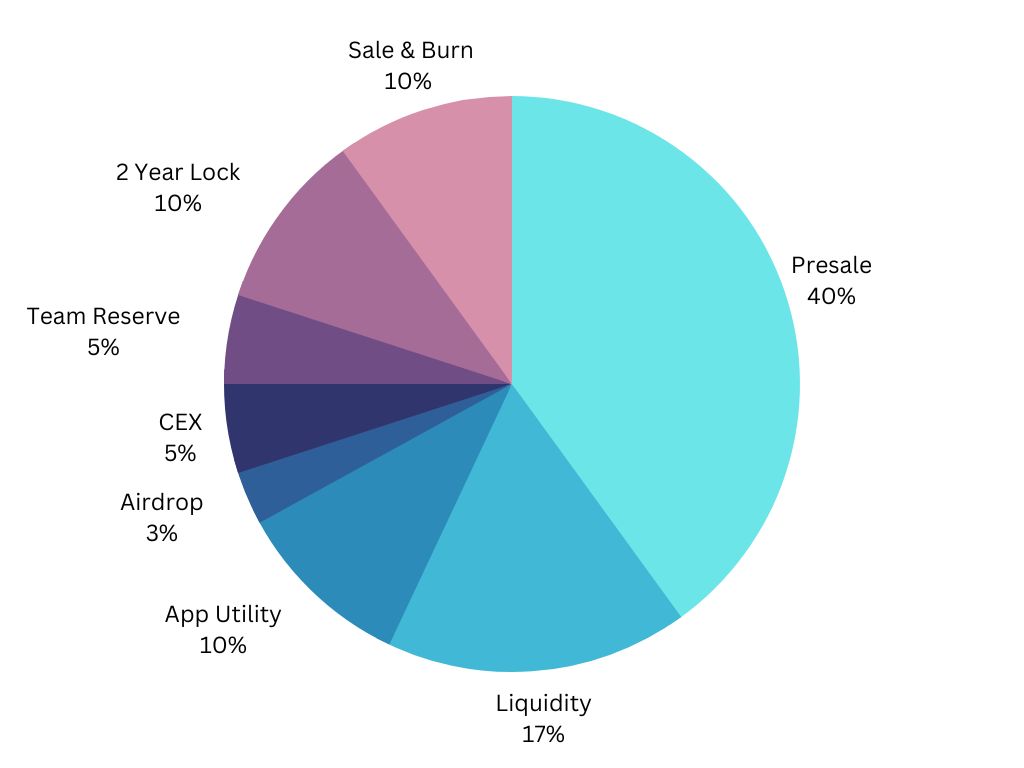 Sale & Burn
10%
2 Year Lock
10%
Presale
40%
Team Reserve
5%
CEX
5%
Airdrop
3%
App Utility
10%
Liquidity
17%